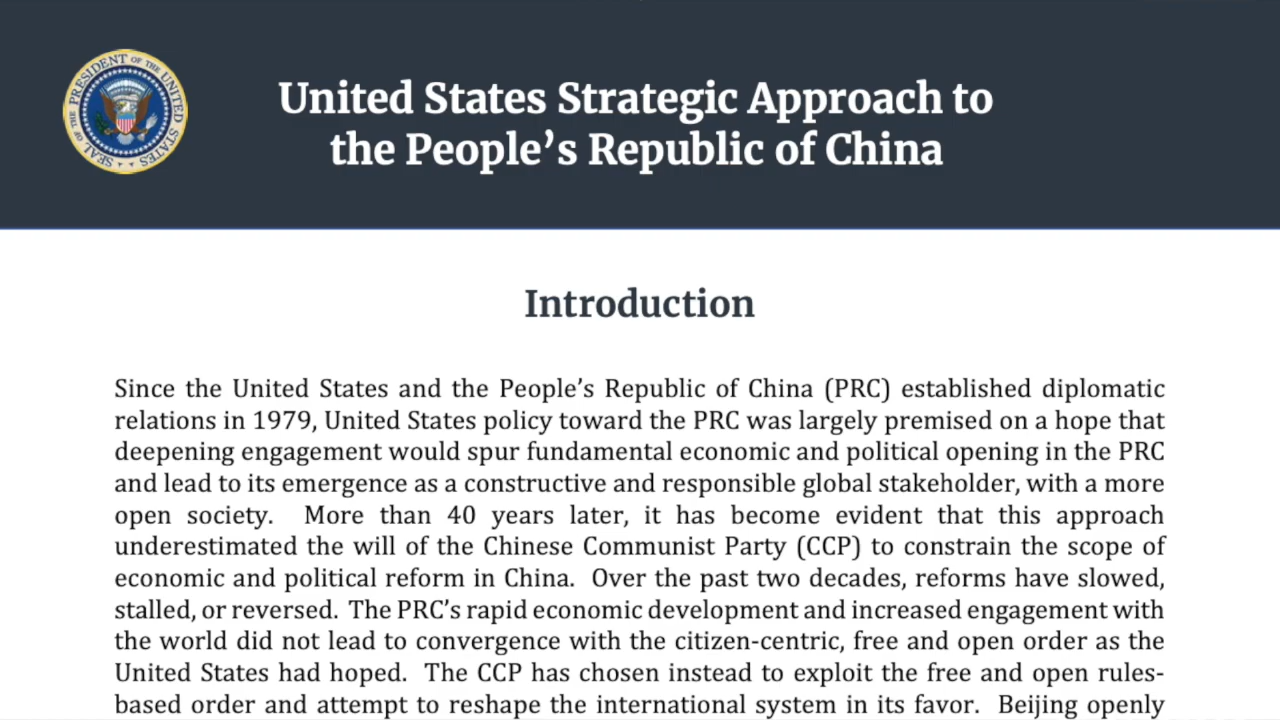 SEAL OF THE PRESIDENT OF THE UNITED STATES
United States Strategic Approach to
the People’s Republic of China
Introduction
Since the United States and the People’s Republic of China (PRC) established diplomatic
relations in 1979, United States policy toward the PRC was largely premised on a hope that
deepening engagement would spur fundamental economic and political opening in the PRC
and lead to its emergence as a constructive and responsible global stakeholder, with a more
open society. More than 40 years later, it has become evident that this approach
underestimated the will of the Chinese Communist Party (CCP) to constrain the scope of
economic and political reform in China. Over the past two decades, reforms have slowed,
stalled, or reversed. The PRC’s rapid economic development and increased engagement with
the world did not lead to convergence with the citizen-centric, free and open order as the
United States had hoped. The CCP has chosen instead to exploit the free and open rules-
based order and attempt to reshape the international system in its favor. Beijing openly